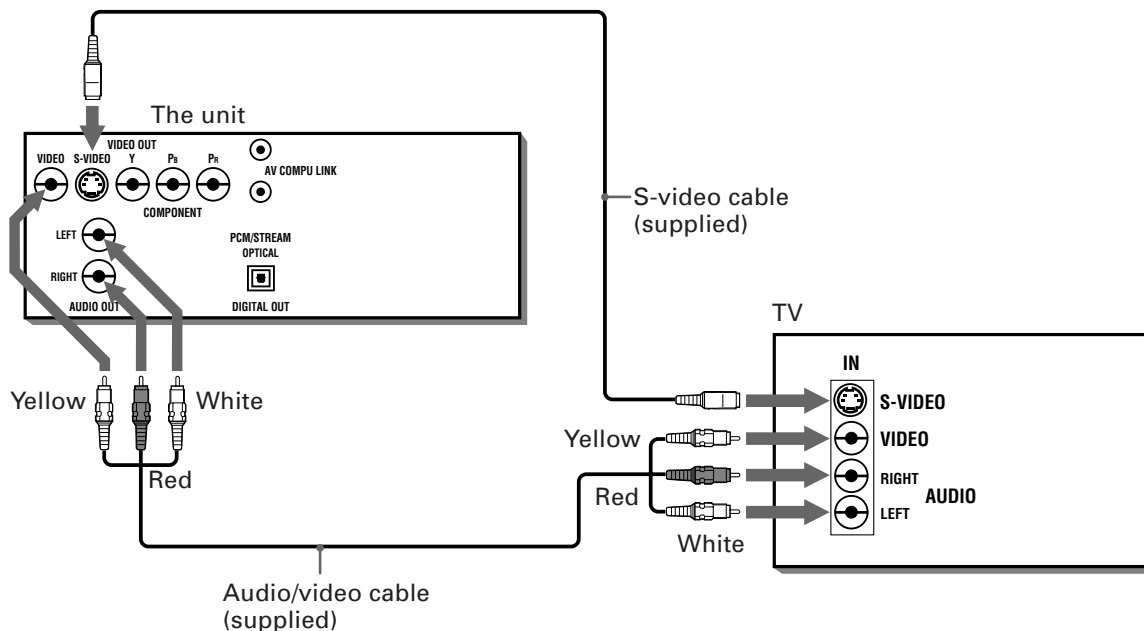 The unit
VIDEO OUT
VIDEO S-VIDEO Y PB PR
AV COMPU LINK
COMPONENT
LEFT
PCM/STREAM
OPTICAL
RIGHT
AUDIO OUT
DIGITAL OUT
S-video cable
(supplied)
TV
IN
S-VIDEO
VIDEO
RIGHT
AUDIO
LEFT
Yellow
White
Red
Yellow
Red
White
Audio/video cable
(supplied)